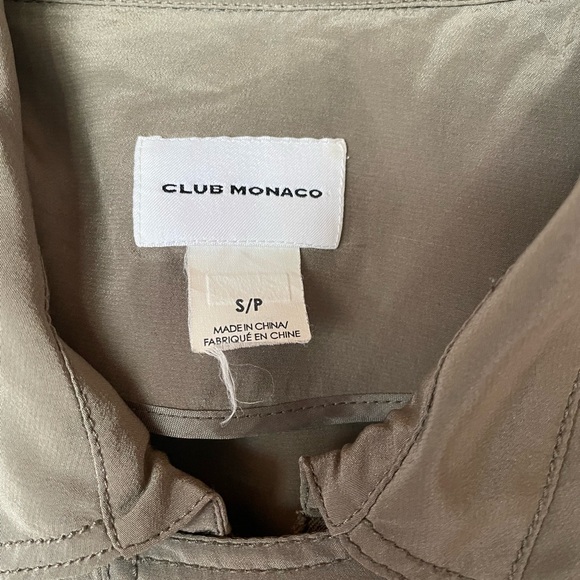 CLUB MONACO
S/P
MADE IN CHINA/
FABRIQUÉ EN CHINE